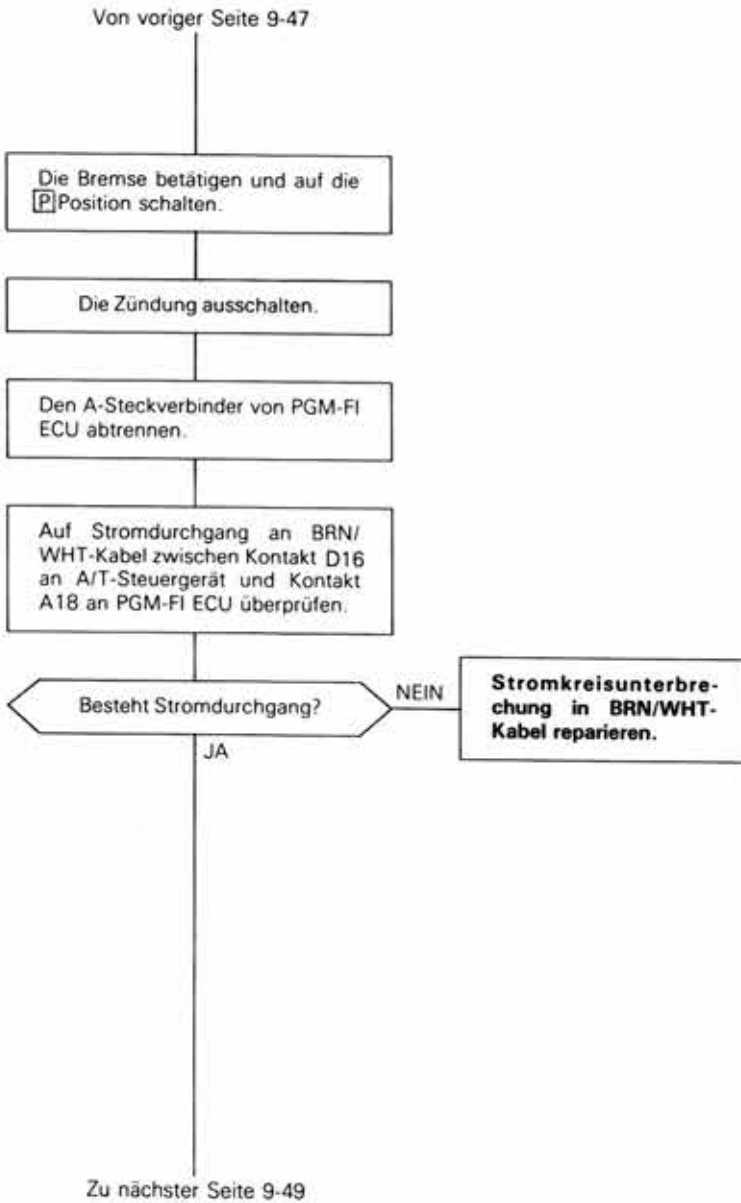 Von voriger Seite 9-47
Die Bremse betätigen und auf die
P Position schalten.
Die Zündung ausschalten.
Den A-Steckverbinder von PGM-FI
ECU abtrennen.
Auf Stromdurchgang an BRN/
WHT-Kabel zwischen Kontakt D16
an A/T-Steuergerät und Kontakt
A18 an PGM-FI ECU überprüfen.
Besteht Stromdurchgang?
NEIN
Stromkreisunterbre-
chung in BRN/WHT-
Kabel reparieren.
JA
Zu nächster Seite 9-49